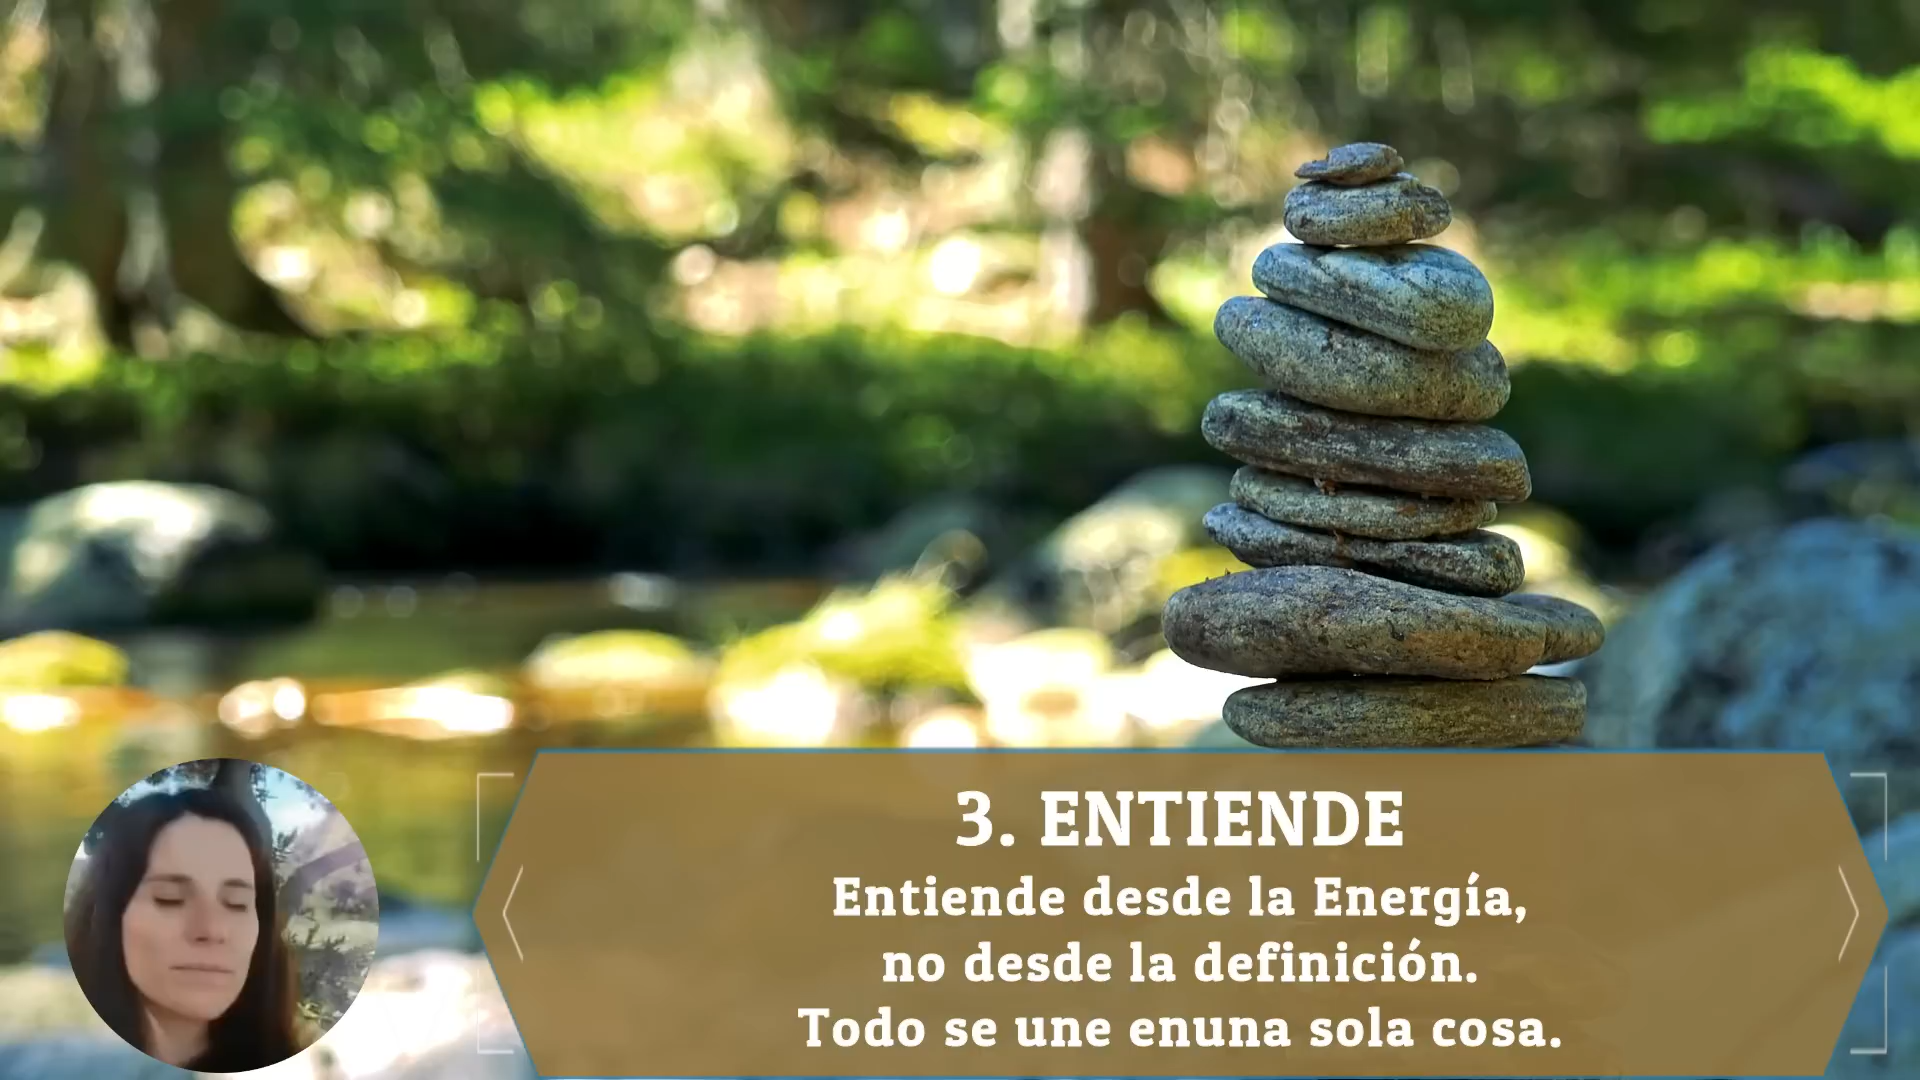 3. ENTIENDE
Entiende desde la Energía,
no desde la definición.
Todo se une enuna sola cosa.